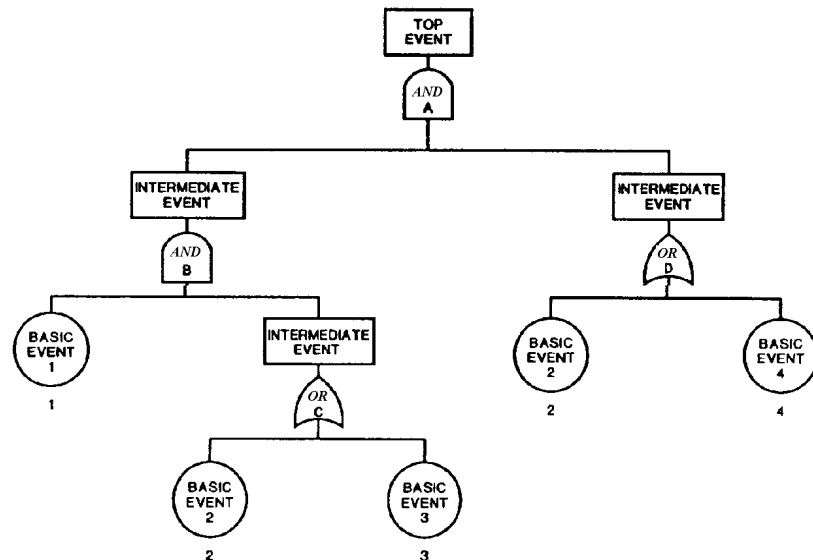 TOP
EVENT
AND
A
INTERMEDIATE
EVENT
INTERMEDIATE
EVENT
AND
B
OR
D
BASIC
EVENT
1
INTERMEDIATE
EVENT
BASIC
EVENT
2
BASIC
EVENT
4
1
OR
C
2
4
BASIC
EVENT
2
BASIC
EVENT
3
2
3